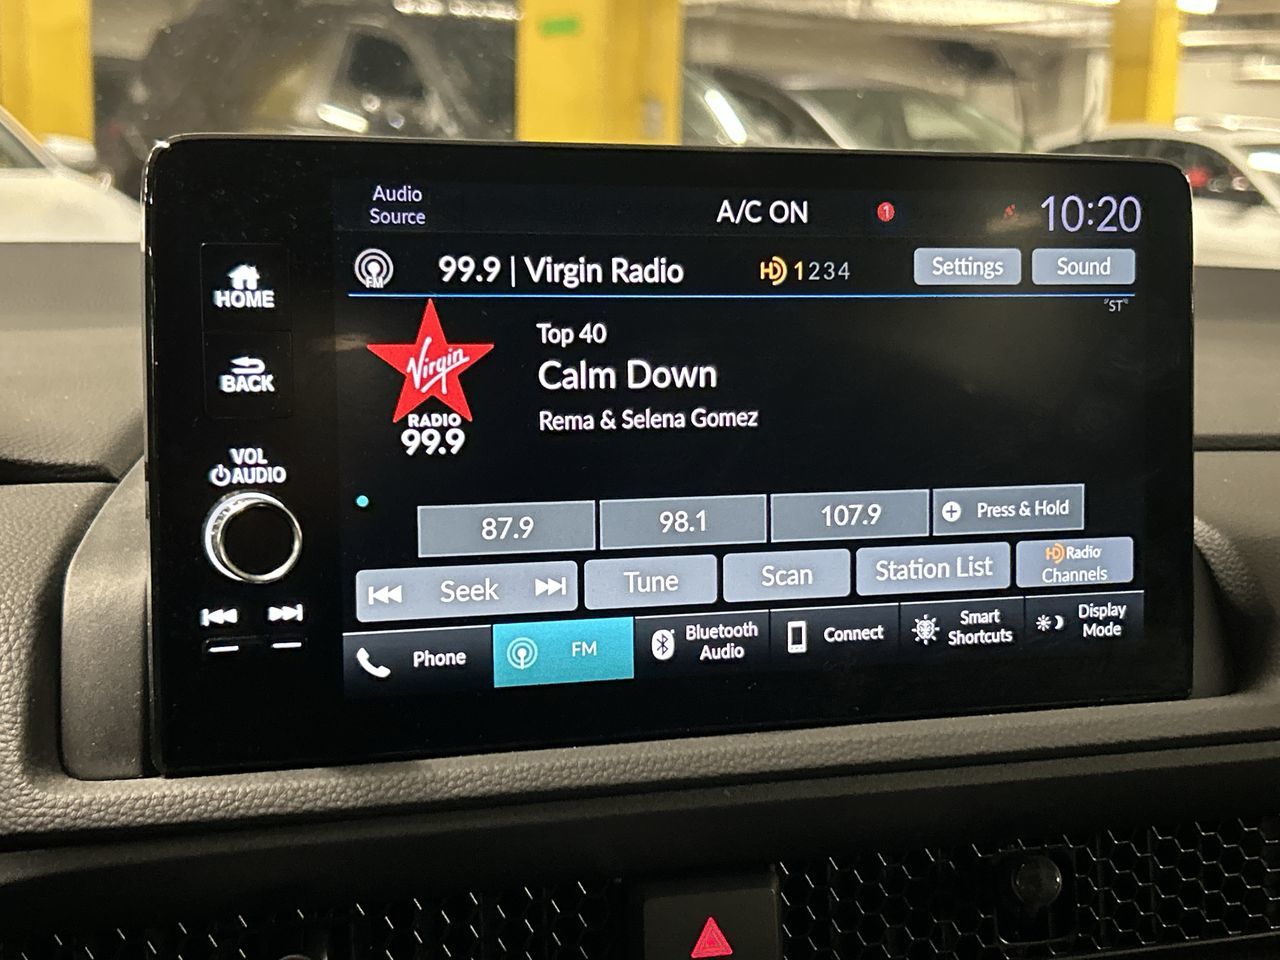 Audio
Source
A/C ON
1
10:20
FM
99.9 | Virgin Radio
HD 1234
Settings
Sound
"ST"
HOME
BACK
VOL
AUDIO
Virgin
RADIO
99.9
Top 40
Calm Down
Rema & Selena Gomez
87.9
98.1
107.9
Press & Hold
Seek
Tune
Scan
Station List
HD Radio
Channels
Phone
FM
Bluetooth
Audio
Connect
Smart
Shortcuts
Display
Mode